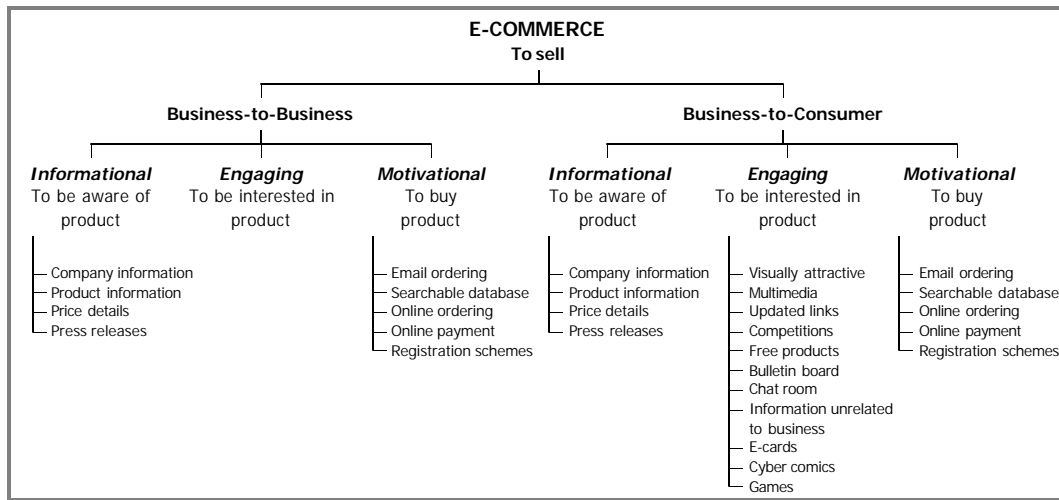 E-COMMERCE
To sell
Business-to-Business
Business-to-Consumer
Informational
To be aware of
product
Engaging
To be interested in
product
Motivational
To buy
product
Informational
To be aware of
product
Engaging
To be interested in
product
Motivational
To buy
product
Company information
Product information
Price details
Press releases
Email ordering
Searchable database
Online ordering
Online payment
Registration schemes
Company information
Product information
Price details
Press releases
Visually attractive
Multimedia
Updated links
Competitions
Free products
Bulletin board
Chat room
Information unrelated
to business
E-cards
Cyber comics
Games
Email ordering
Searchable database
Online ordering
Online payment
Registration schemes